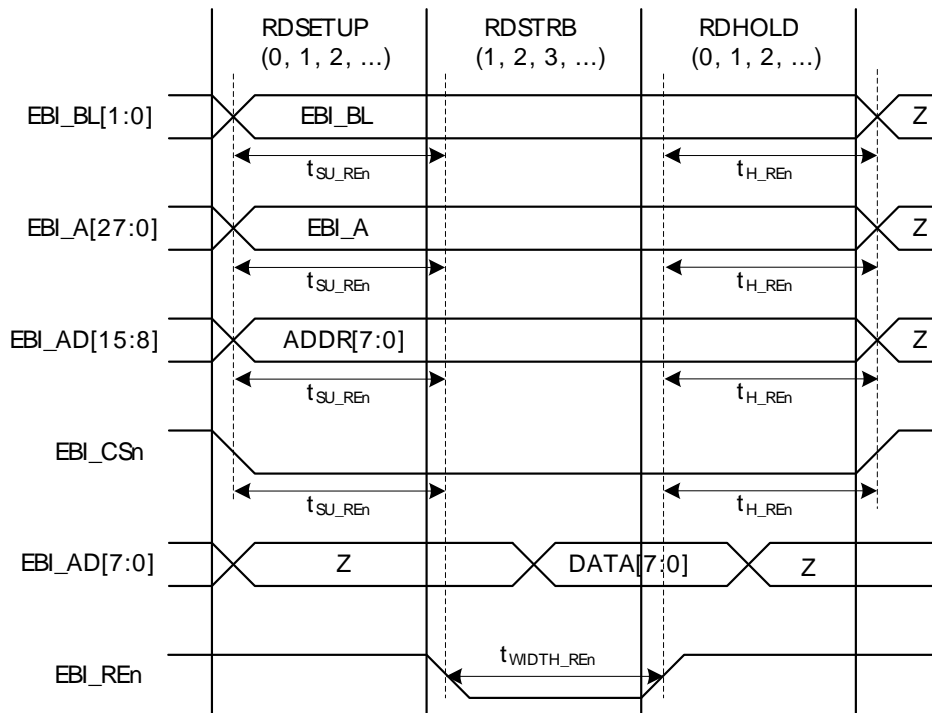 RDSETUP RDSTRB RDHOLD
(0, 1, 2, ...) (1, 2, 3, ...) (0, 1, 2, ...)
EBI_BL[1:0] EBI_BL Z
tSU_REn tH_REn
EBI_A[27:0] EBI_A Z
tSU_REn tH_REn
EBI_AD[15:8] ADDR[7:0] Z
tSU_REn tH_REn
EBI_CSn
tSU_REn tH_REn
EBI_AD[7:0] Z DATA[7:0] Z
tWIDTH_REn
EBI_REn